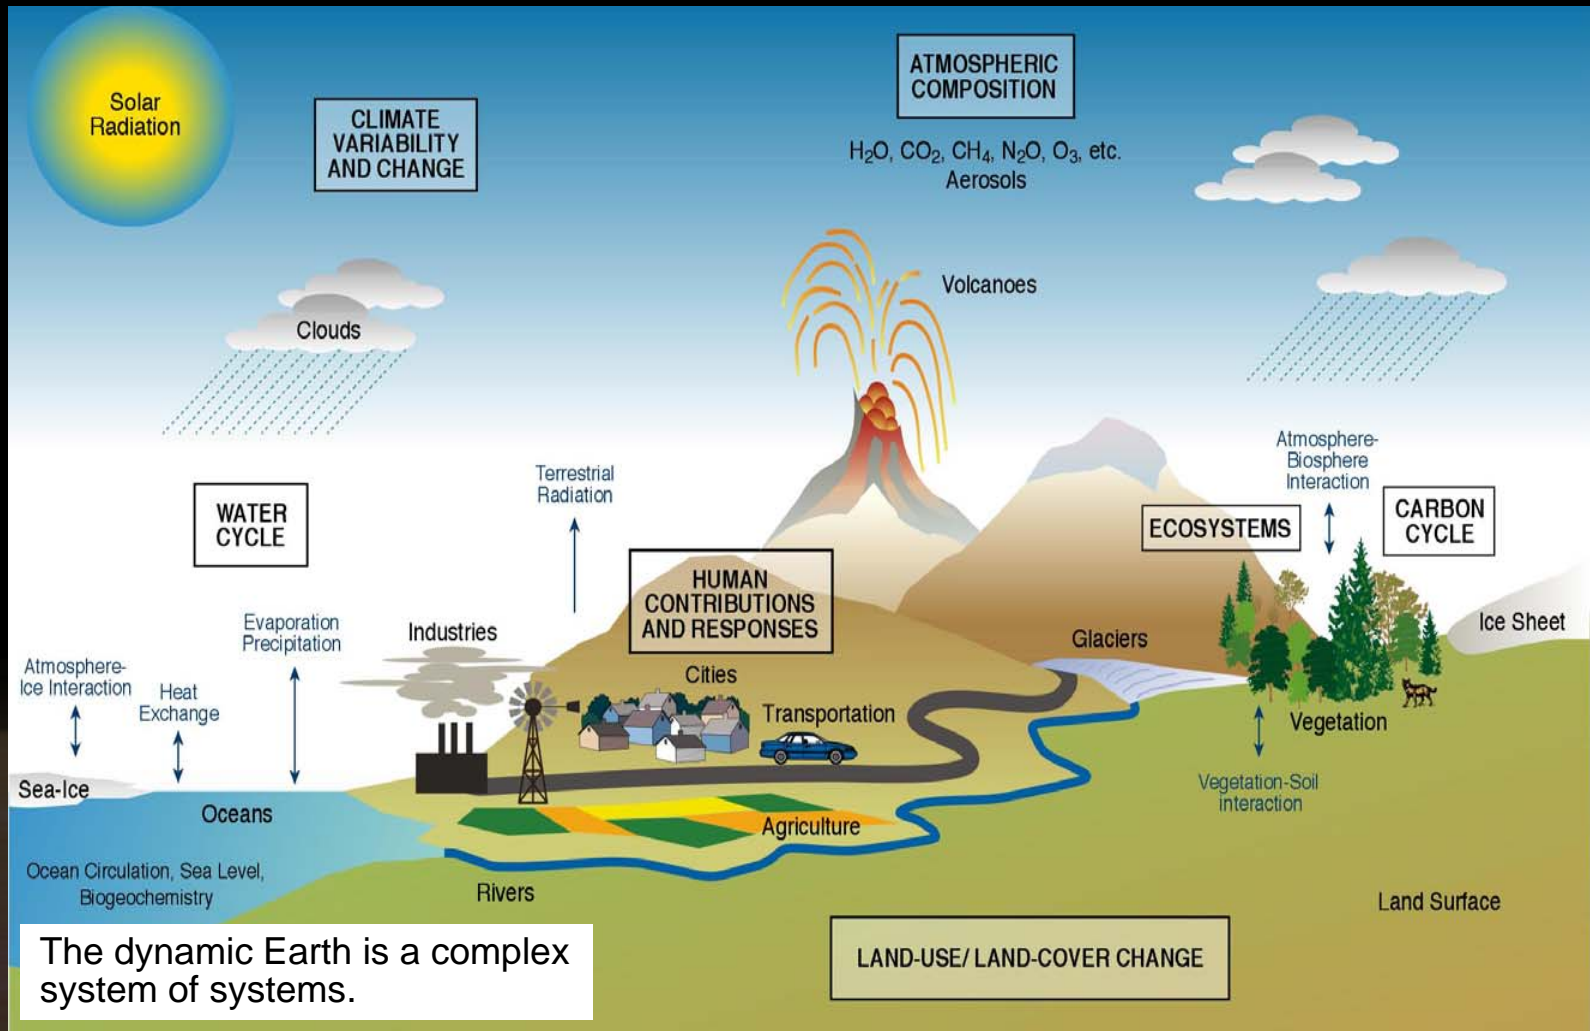 Solar
Radiation
CLIMATE
VARIABILITY
AND CHANGE
ATMOSPHERIC
COMPOSITION
H₂O, CO₂, CH₄, N₂O, O₃, etc.
Aerosols
Volcanoes
Clouds
Atmosphere-
Biosphere
Interaction
Terrestrial
Radiation
WATER
CYCLE
ECOSYSTEMS
CARBON
CYCLE
HUMAN
CONTRIBUTIONS
AND RESPONSES
Evaporation
Precipitation
Industries
Glaciers
Ice Sheet
Atmosphere-
Ice Interaction
Heat
Exchange
Cities
Transportation
Vegetation
Sea-Ice
Oceans
Vegetation-Soil
interaction
Agriculture
Ocean Circulation, Sea Level,
Biogeochemistry
Rivers
Land Surface
The dynamic Earth is a complex
system of systems.
LAND-USE/ LAND-COVER CHANGE